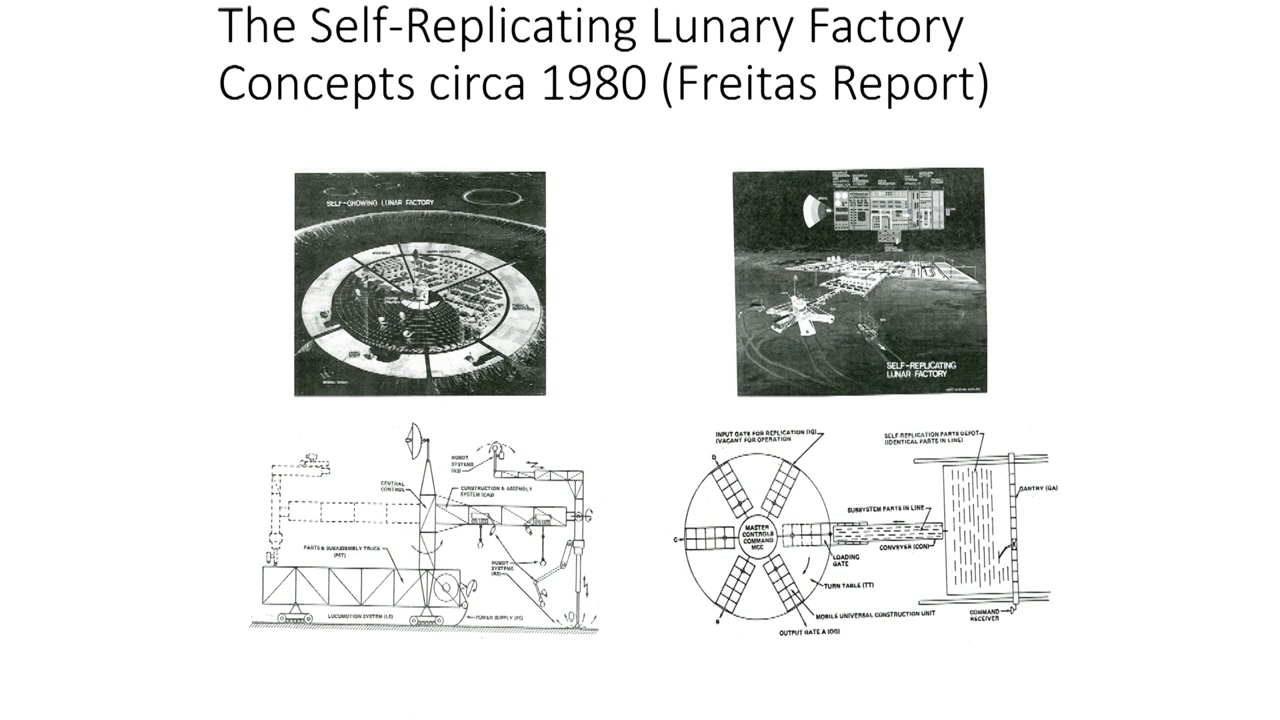 The Self-Replicating Lunary Factory
Concepts circa 1980 (Freitas Report)
SELF-GROWING LUNAR FACTORY
SELF-REPLICATING
LUNAR FACTORY
ROBOT
SYSTEMS
CENTRAL
CONTROL
CONSTRUCTION & ASSEMBLY
SYSTEM (CAS)
PARTS & SUBASSEMBLY TRUCK
ROBOT
SYSTEMS
(RS)
LOCOMOTION SYSTEM (LS)
POWER SUPPLY (PS)
INPUT GATE FOR REPLICATION (IG)
(VACANT FOR OPERATION
SELF-REPLICATION PARTS DEPOT
(IDENTICAL PARTS IN LINE)
GANTRY (GA)
SUBSYSTEM PARTS IN LINE
MASTER
CONTROLS
COMMAND
MCC
CONVEYER (CON)
LOADING
GATE
TURN TABLE (TT)
MOBILE UNIVERSAL CONSTRUCTION UNIT
COMMAND
RECEIVER
OUTPUT GATE A (OG)